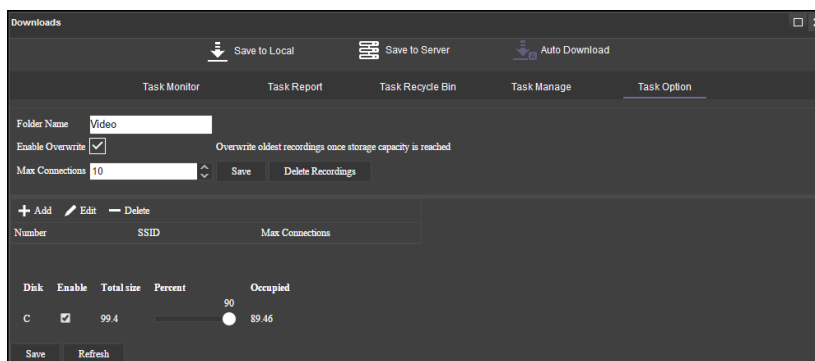 Downloads
Save to Local Save to Server Auto Download
Task Monitor Task Report Task Recycle Bin Task Manage Task Option
Folder Name Video
Enable Overwrite Overwrite oldest recordings once storage capacity is reached
Max Connections 10 Save Delete Recordings
Add Edit Delete
Number SSID Max Connections
Disk Enable Total size Percent Occupied
90
C 99.4 89.46
Save Refresh